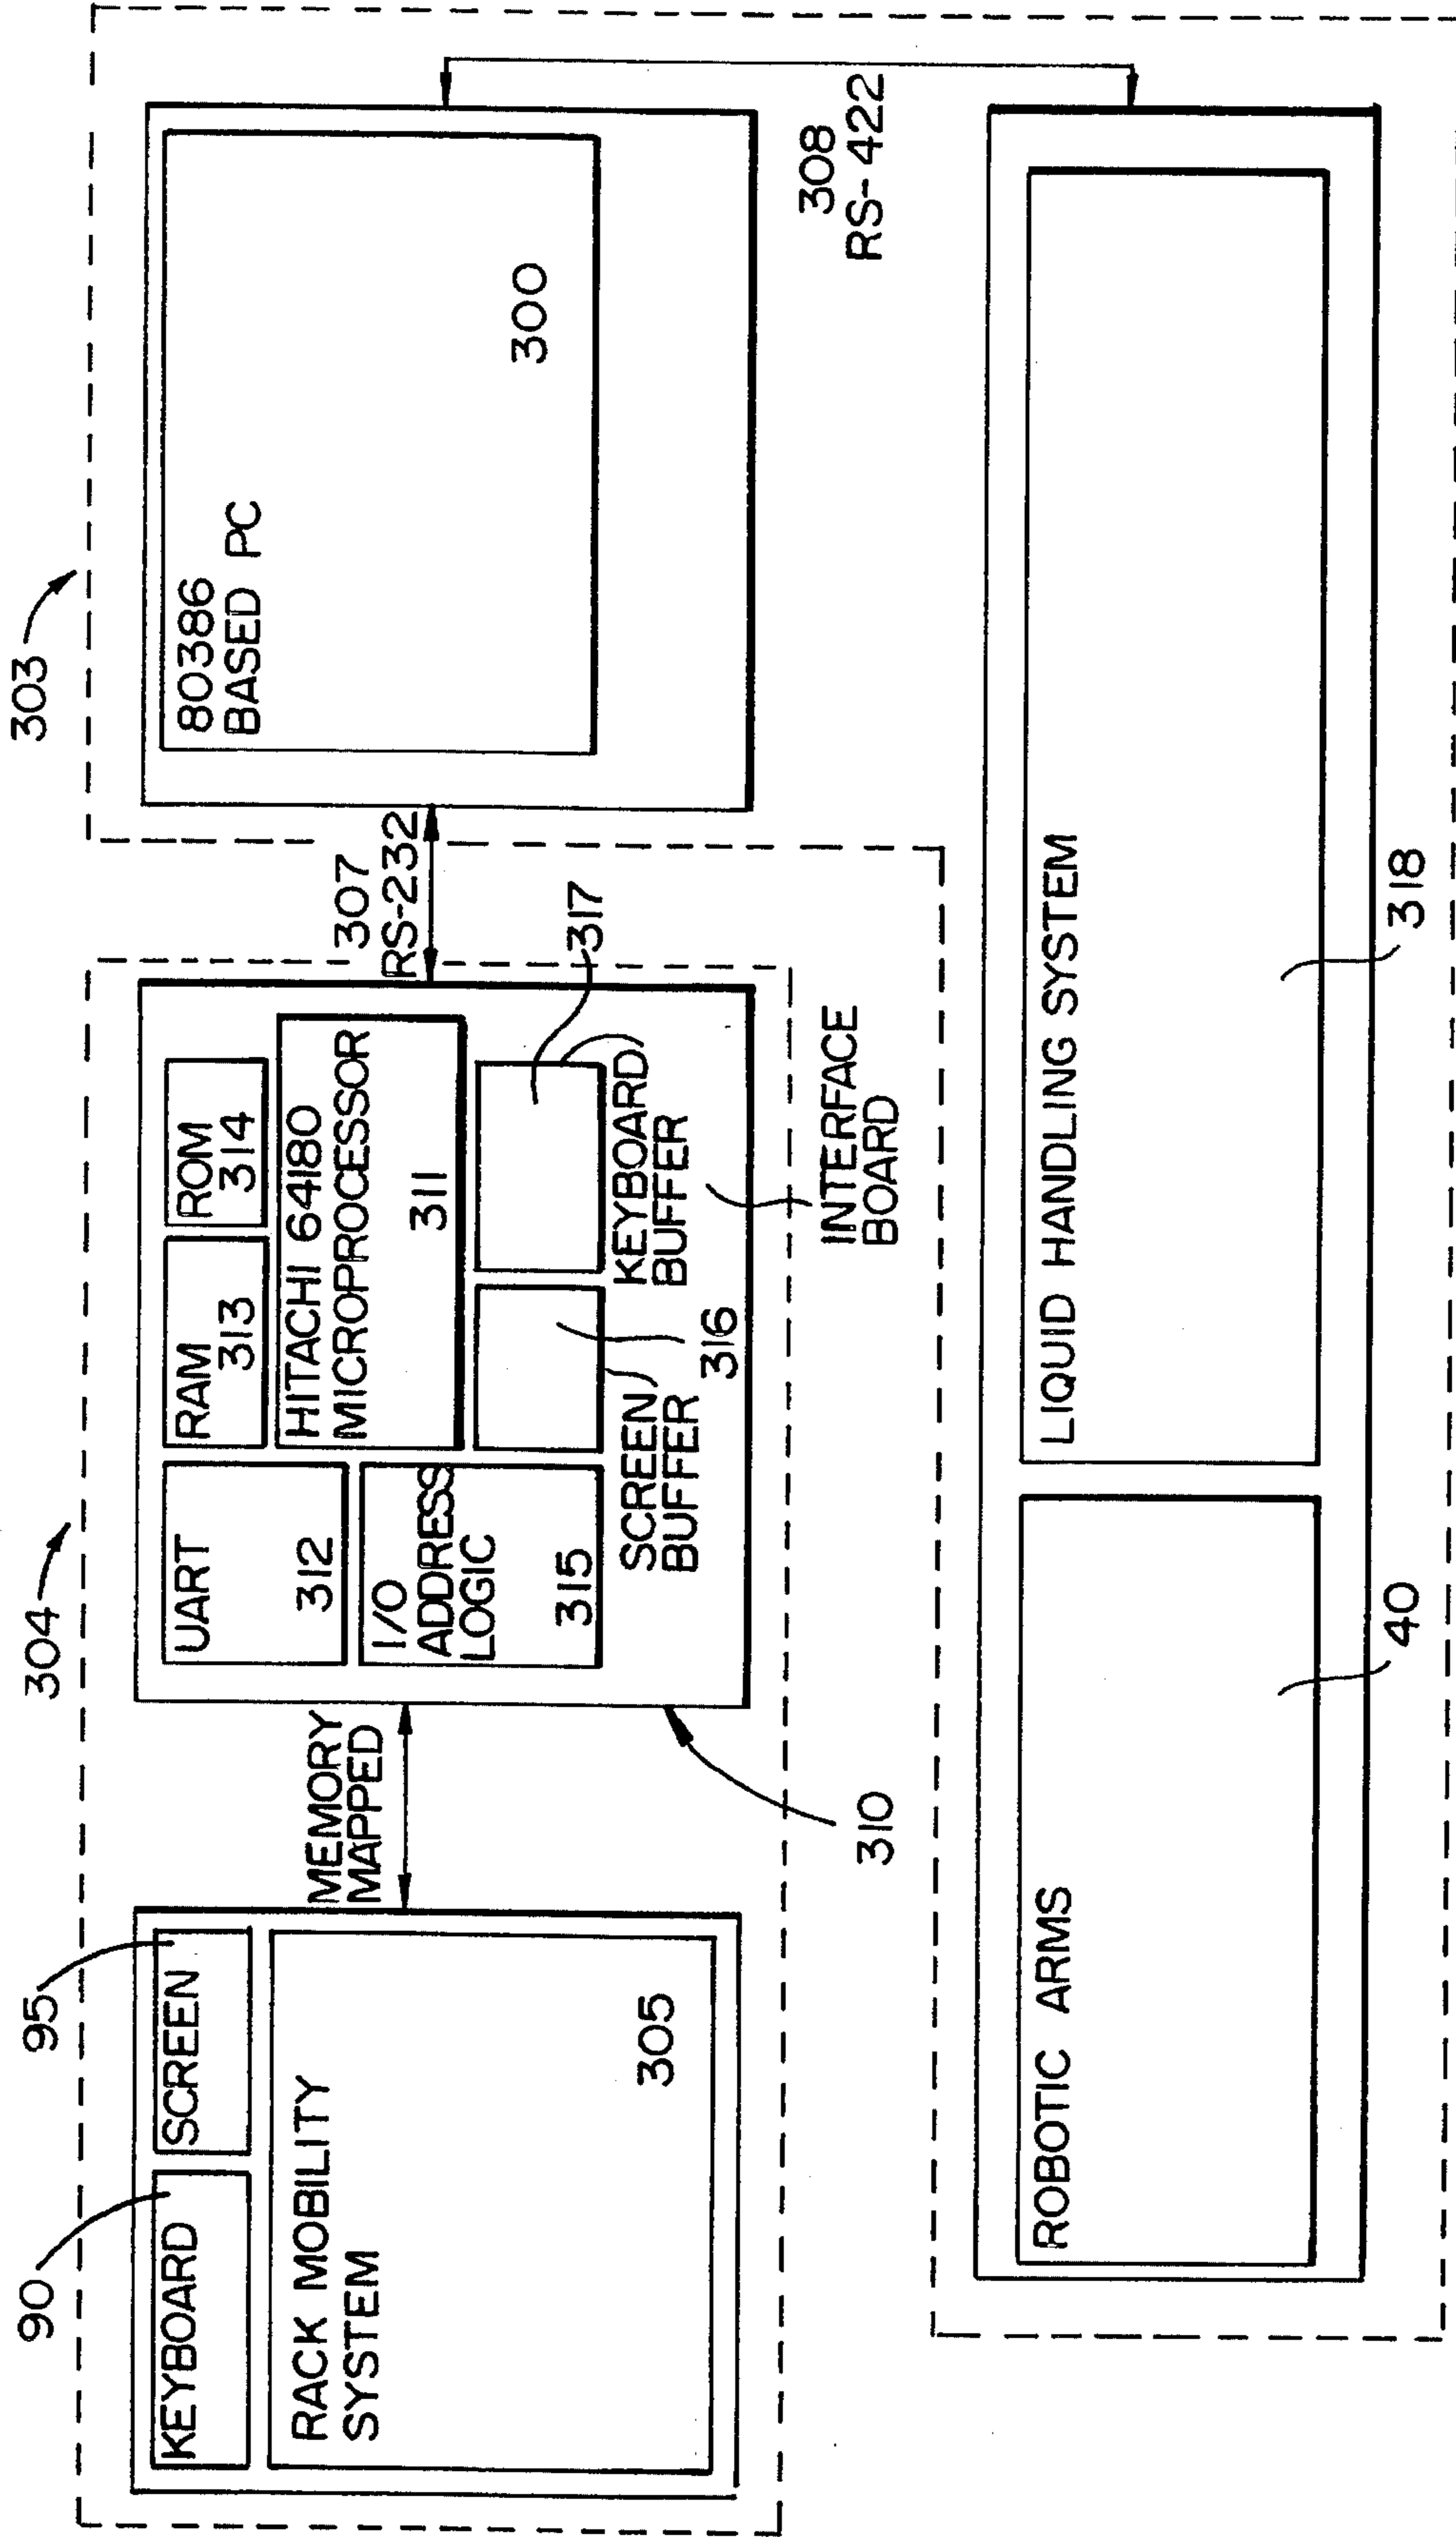 303
304
95
90
KEYBOARD
SCREEN
RACK MOBILITY
SYSTEM
305
MEMORY
MAPPED
UART
312
RAM
313
ROM
314
I/O
ADDRESS
LOGIC
315
HITACHI 64180
MICROPROCESSOR
311
SCREEN
BUFFER
316
KEYBOARD
BUFFER
317
INTERFACE
BOARD
310
307
RS-232
80386
BASED PC
300
308
RS-422
ROBOTIC ARMS
40
LIQUID HANDLING SYSTEM
318